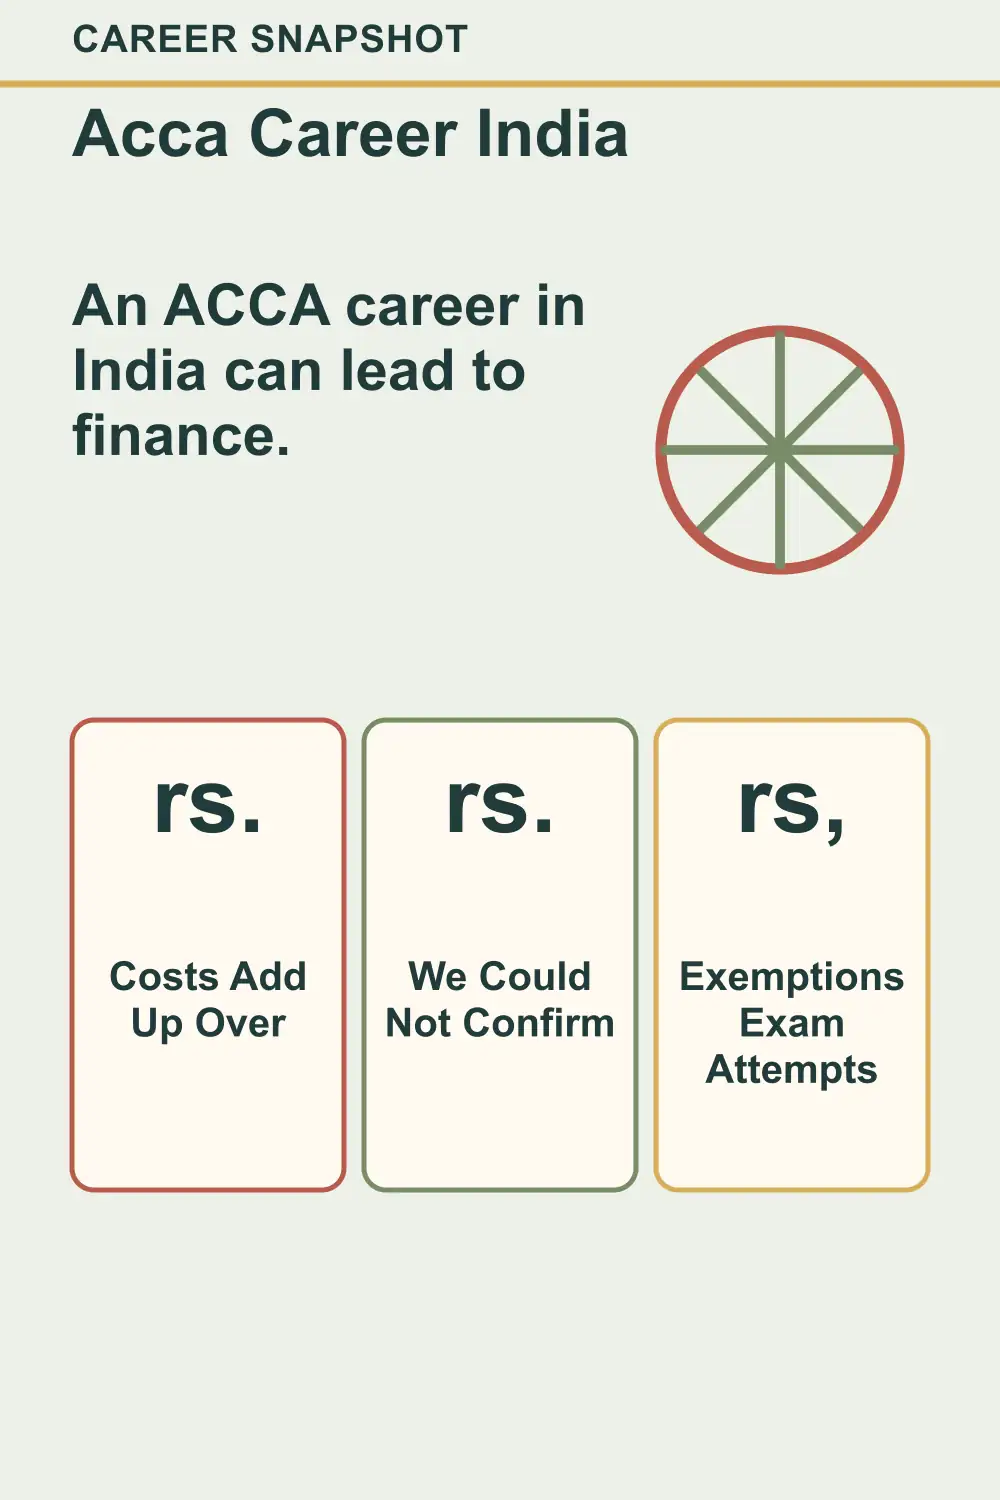 CAREER SNAPSHOT
Acca Career India
An ACCA career in
India can lead to
finance.
rs.
Costs Add
Up Over
rs.
We Could
Not Confirm
rs,
Exemptions
Exam
Attempts